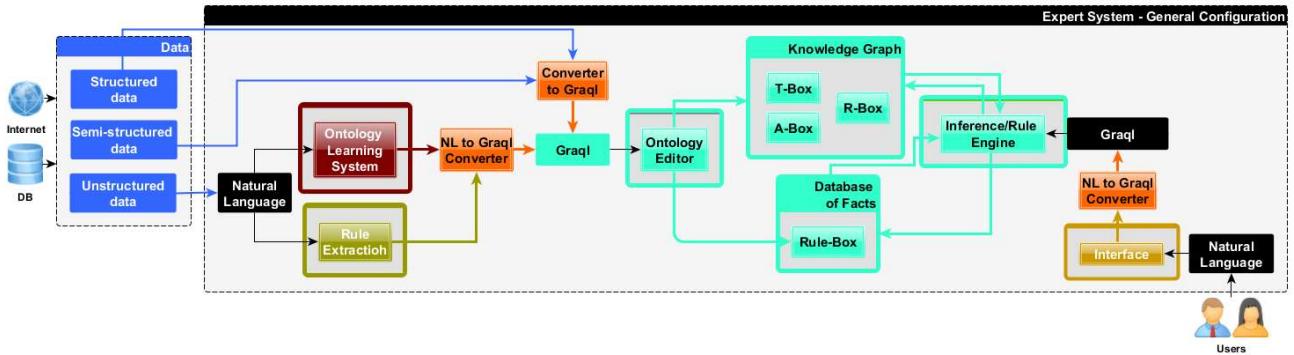 Expert System - General Configuration
Data
Structured
data
Semi-structured
data
Unstructured
data
Internet
DB
Natural
Language
Ontology
Learning
System
Rule
Extraction
NL to Graql
Converter
Converter
to Graql
Graql
Ontology
Editor
Knowledge Graph
T-Box
A-Box
R-Box
Database
of Facts
Rule-Box
Inference/Rule
Engine
Graql
NL to Graql
Converter
Interface
Natural
Language
Users